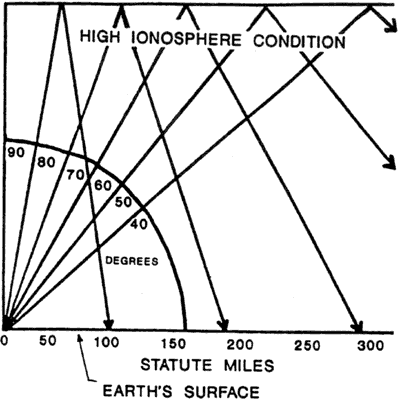 HIGH IONOSPHERE CONDITION
90
80
70
60
50
40
DEGREES
0 50 100 150 200 250 300
STATUTE MILES
EARTH'S SURFACE